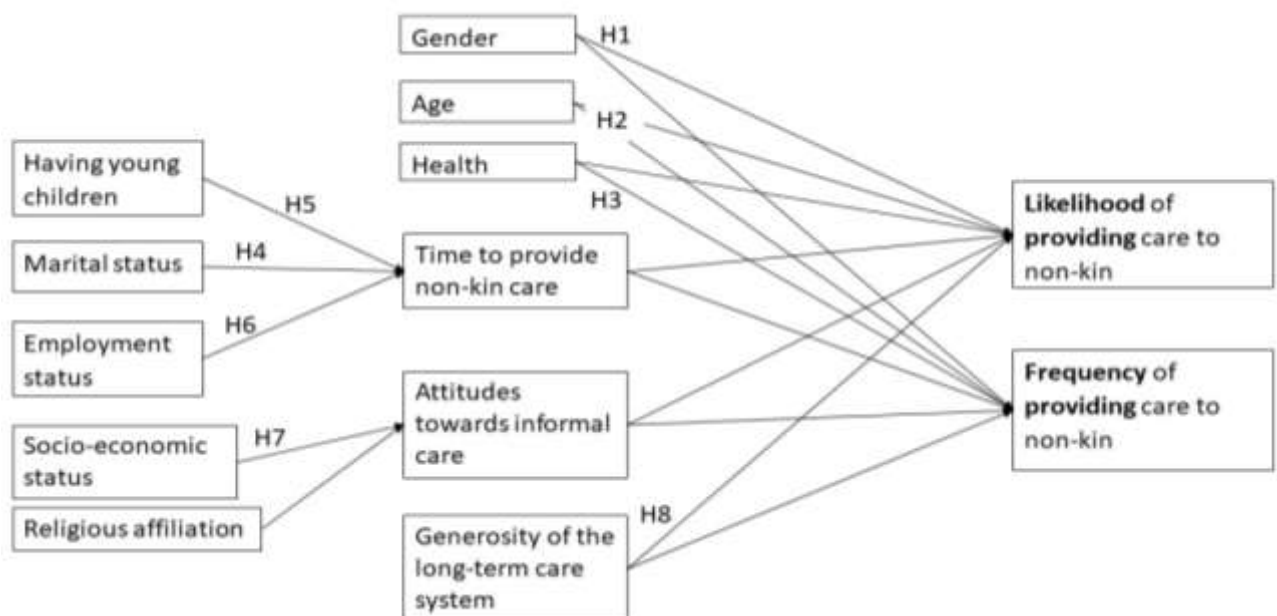 Gender
H1
Age
H2
Health
H3
Having young
children
H5
Marital status
H4
Employment
status
H6
Time to provide
non-kin care
Socio-economic
status
H7
Religious affiliation
Attitudes
towards informal
care
Generosity of the
long-term care
system
H8
Likelihood of
providing care to
non-kin
Frequency of
providing care to
non-kin